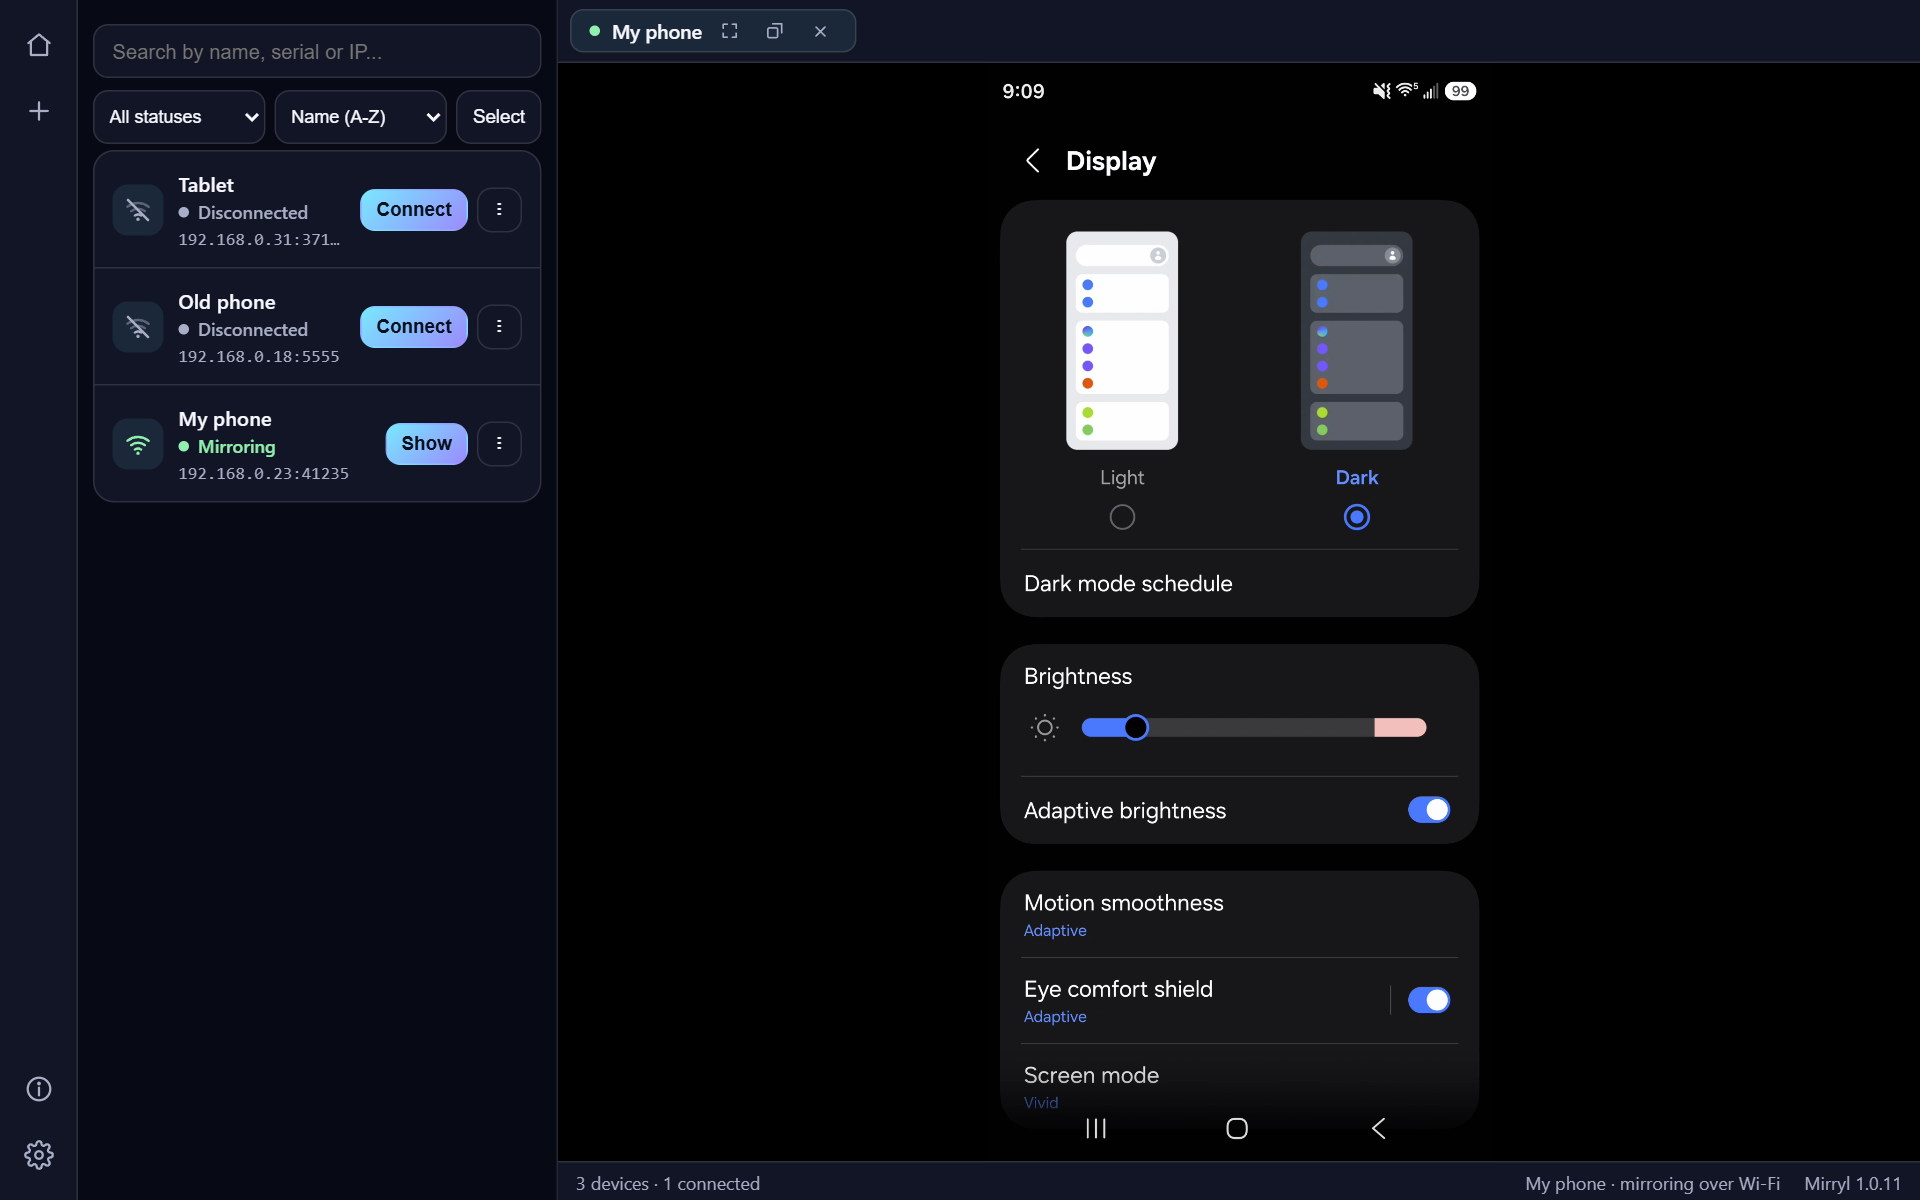 Search by name, serial or IP...
All statuses
Name (A-Z)
Select
Tablet
Disconnected
192.168.0.31:371…
Connect
Old phone
Disconnected
192.168.0.18:5555
Connect
My phone
Mirroring
192.168.0.23:41235
Show
My phone
9:09
5
99
Display
Light
Dark
Dark mode schedule
Brightness
Adaptive brightness
Motion smoothness
Adaptive
Eye comfort shield
Adaptive
Screen mode
Vivid
3 devices · 1 connected
My phone · mirroring over Wi-Fi
Mirryl 1.0.11